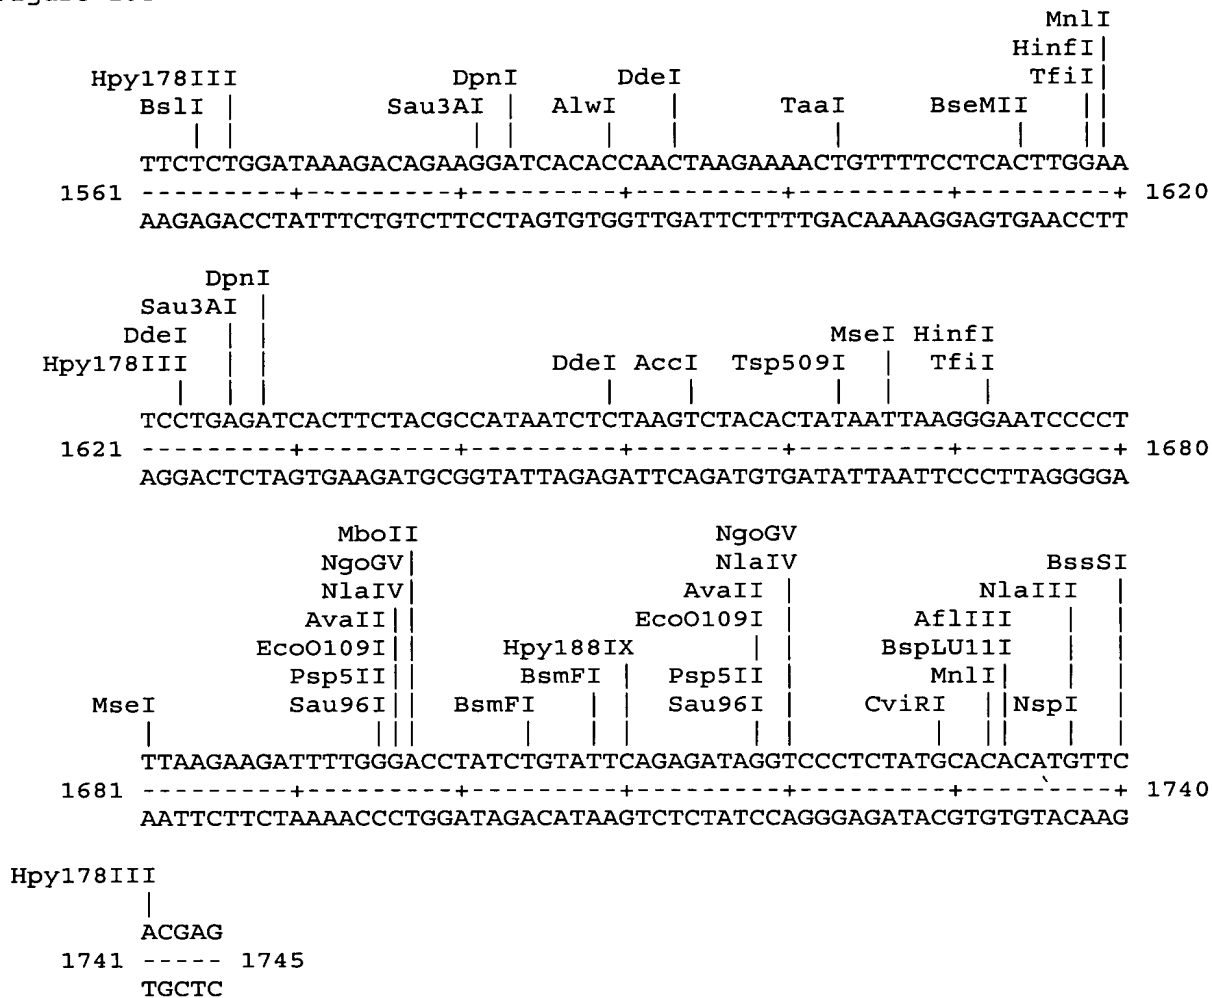 MnlI
HinfI|
Hpy178III DpnI DdeI TfiI||
BslI | Sau3AI | AlwI | TaaI BseMII ||
| | | | | | | | ||
TTCTCTGGATAAAGACAGAAGGATCACACCAACTAAGAAAACTGTTTTCCTCACTTGGAA
1561 ---------+---------+---------+---------+---------+---------+ 1620
AAGAGACCTATTTCTGTCTTCCTAGTGTGGTTGATTCTTTTGACAAAAGGAGTGAACCTT
DpnI
Sau3AI |
DdeI | |
MseI HinfI
Hpy178III | | DdeI AccI Tsp509I | TfiI
| | | | | | | |
TCCTGAGATCACTTCTACGCCATAATCTCTAAGTCTACACTATAATTAAGGGAATCCCCT
1621 ---------+---------+---------+---------+---------+---------+ 1680
AGGACTCTAGTGAAGATGCGGTATTAGAGATTCAGATGTGATATTAATTCCCTTAGGGGA
MboII NgoGV
NgoGV| NlaIV BssSI
NlaIV| AvaII | NlaIII |
AvaII|| EcoO109I | AflIII | |
EcoO109I|| Hpy188IX | | BspLU11I | |
Psp5II|| BsmFI | Psp5II | MnlI| | |
MseI Sau96I|| BsmFI | | Sau96I | CviRI ||NspI |
| ||| | | | | | | || | |
TTAAGAAGATTTTGGGACCTATCTGTATTCAGAGATAGGTCCCTCTATGCACACATGTTC
1681 ---------+---------+---------+---------+---------+---------+ 1740
AATTCTTCTAAAACCCTGGATAGACATAAGTCTCTATCCAGGGAGATACGTGTGTACAAG
Hpy178III
|
ACGAG
1741 ----- 1745
TGCTC